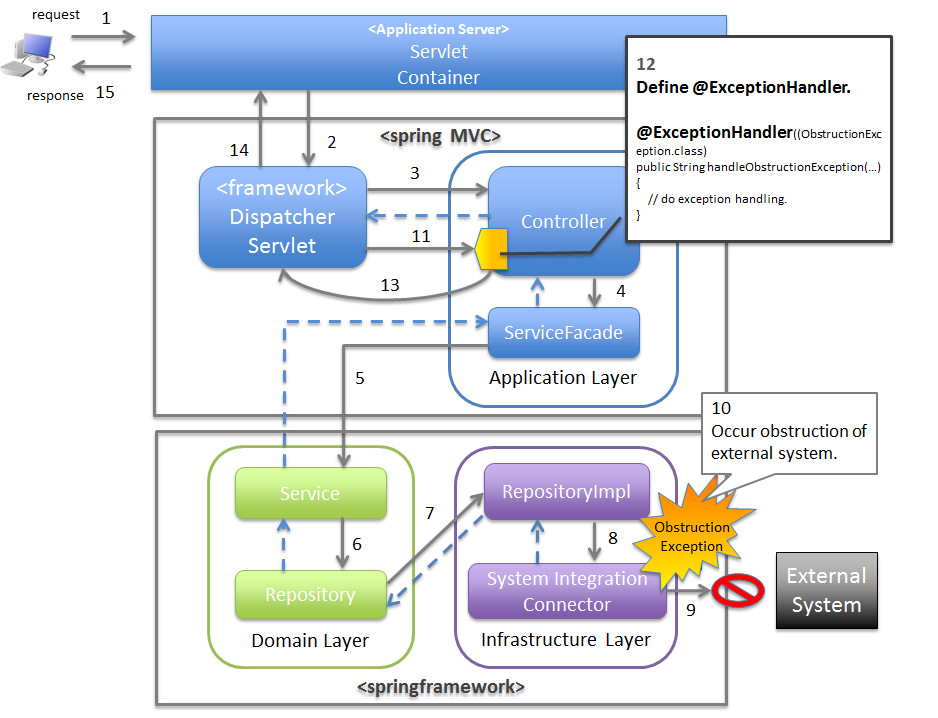 request
1
<Application Server>
Servlet
Container
response
15
12
Define @ExceptionHandler.
@ExceptionHandler((ObstructionExc
eption.class)
public String handleObstructionException(...)
{
// do exception handling.
}
<spring MVC>
14
2
<framework>
Dispatcher
Servlet
3
Controller
11
13
4
ServiceFacade
5
Application Layer
10
Occur obstruction of
external system.
Service
RepositoryImpl
7
6
8
Obstruction
Exception
Repository
System Integration
Connector
9
External
System
Domain Layer
Infrastructure Layer
<springframework>